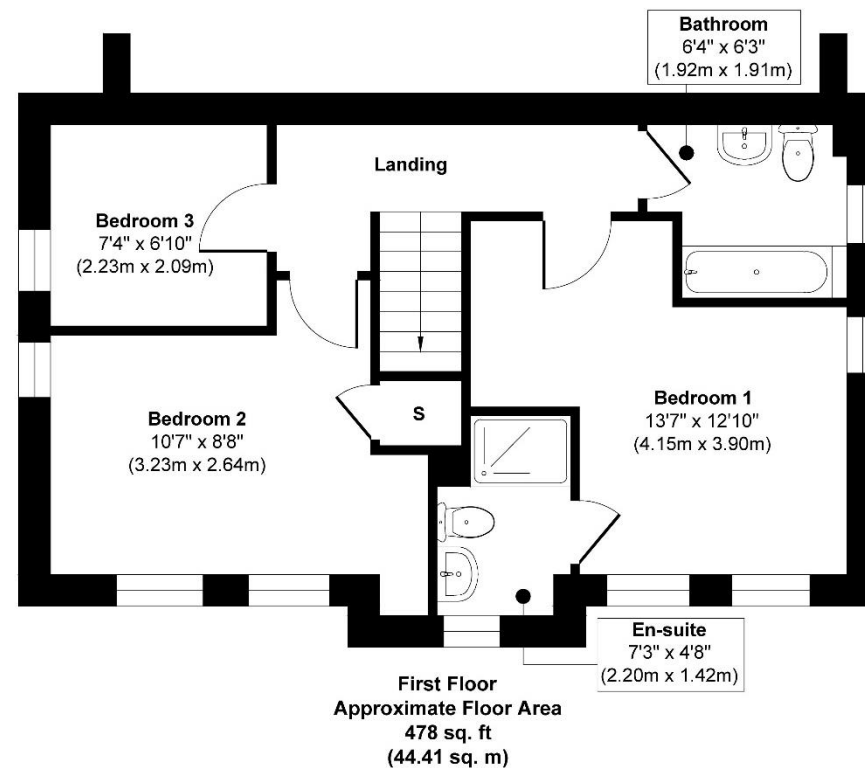 Bathroom
6'4" x 6'3"
(1.92m x 1.91m)
Landing
Bedroom 3
7'4" x 6'10"
(2.23m x 2.09m)
Bedroom 2
10'7" x 8'8"
(3.23m x 2.64m)
S
Bedroom 1
13'7" x 12'10"
(4.15m x 3.90m)
En-suite
7'3" x 4'8"
(2.20m x 1.42m)
First Floor
Approximate Floor Area
478 sq. ft
(44.41 sq. m)